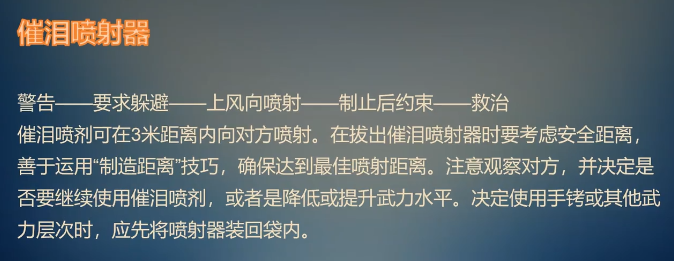 催泪喷射器
警告——要求躲避——上风向喷射——制止后约束——救治
催泪喷剂可在3米距离内向对方喷射。在拔出催泪喷射器时要考虑安全距离，
善于运用“制造距离”技巧，确保达到最佳喷射距离。注意观察对方，并决定是
否要继续使用催泪喷剂，或者是降低或提升武力水平。决定使用手铐或其他武
力层次时，应先将喷射器装回袋内。